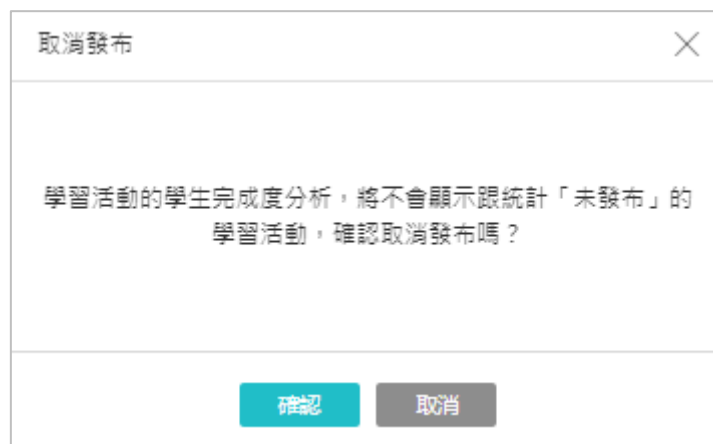 取消發布
學習活動的學生完成度分析，將不會顯示跟統計「未發布」的
學習活動，確認取消發布嗎？
確認
取消